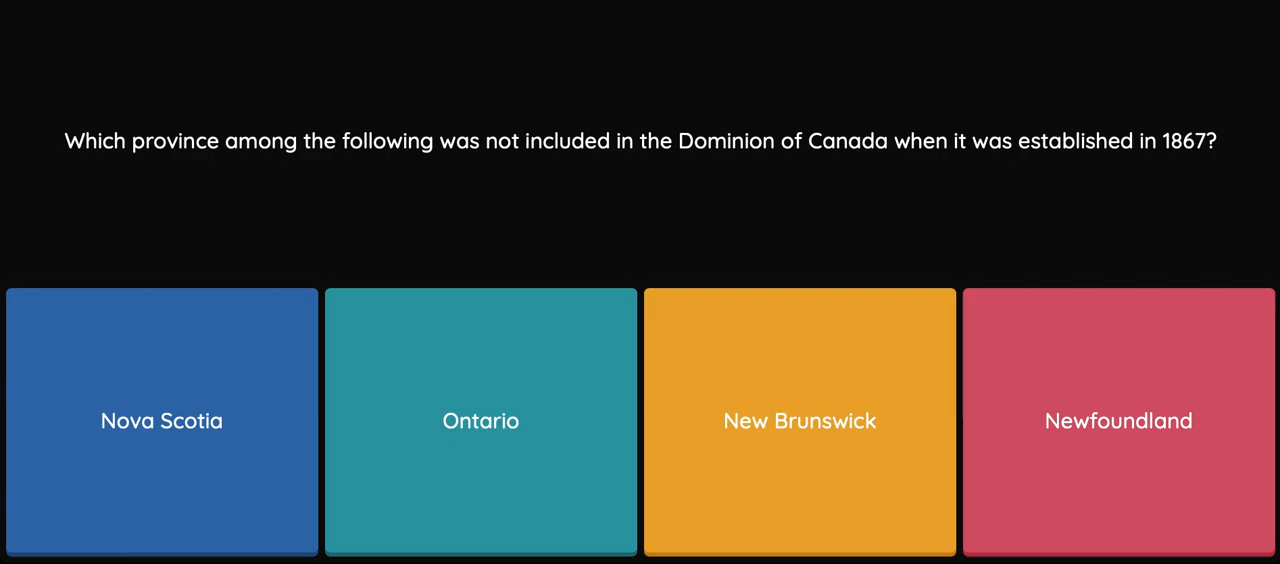 Which province among the following was not included in the Dominion of Canada when it was established in 1867?
Nova Scotia
Ontario
New Brunswick
Newfoundland